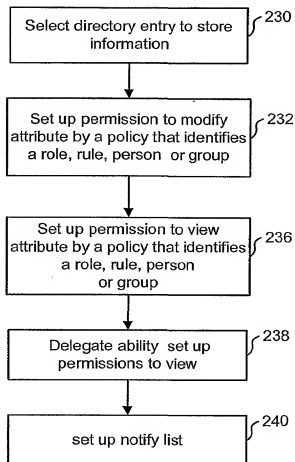 Select directory entry to store
information
230
Set up permission to modify
attribute by a policy that identifies
a role, rule, person or group
232
Set up permission to view
attribute by a policy that identifies
a role, rule, person
or group
236
Delegate ability set up
permissions to view
238
set up notify list
240